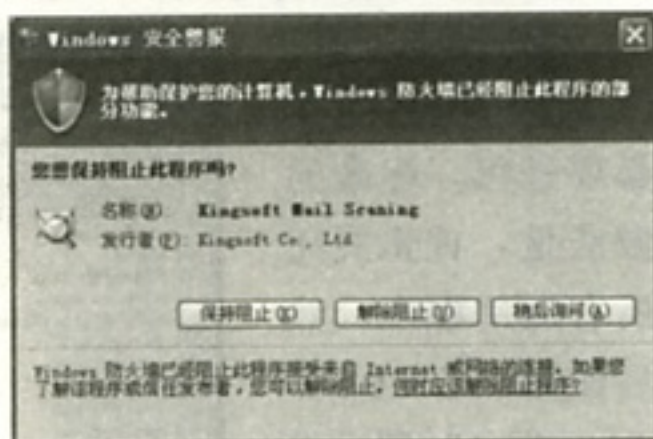 Windows 安全警报
为帮助保护您的计算机，Windows 防火墙已经阻止此程序的部
分功能。
您想保持阻止此程序吗?
名称(N): Kingsoft Mail Scaning
发行者(P): Kingsoft Co., Ltd
保持阻止(K) 解除阻止(U) 稍后询问(A)
Windows 防火墙已经阻止此程序接受来自 Internet 或网络的连接。如果您
了解该程序或信任发布者，您可以解除阻止。何时应该解除阻止程序?